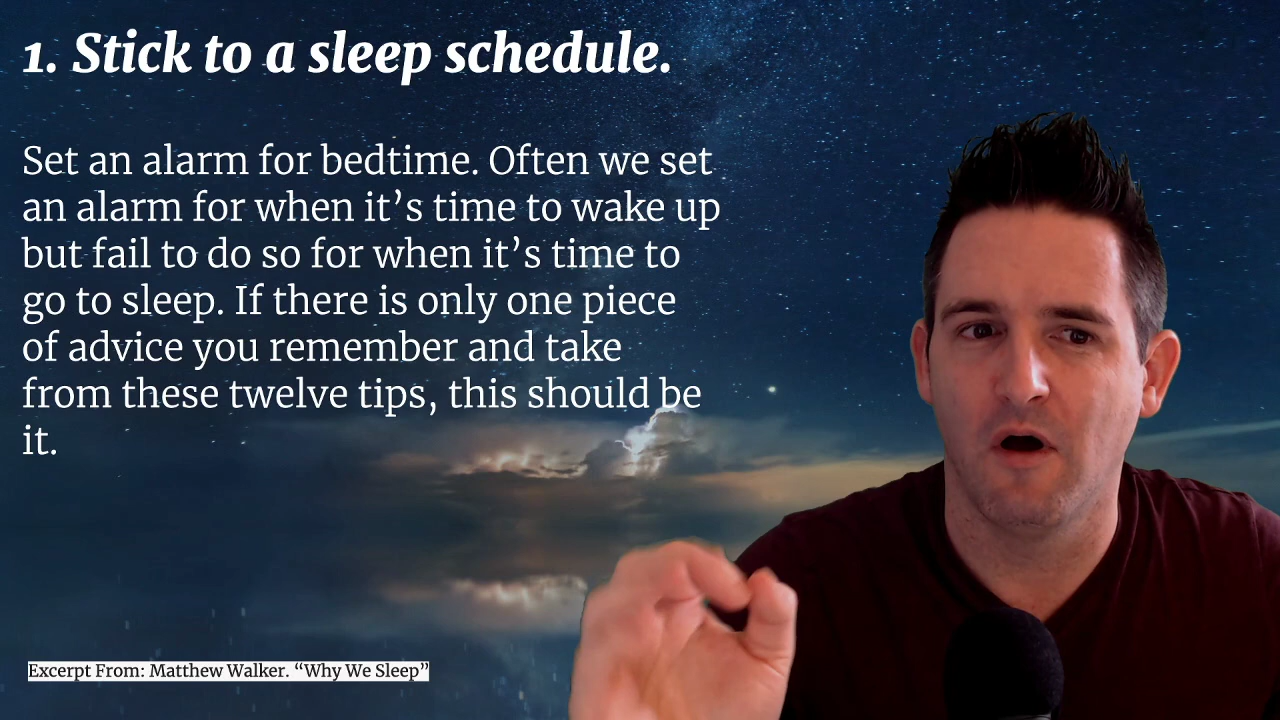 1. Stick to a sleep schedule.
Set an alarm for bedtime. Often we set
an alarm for when it’s time to wake up
but fail to do so for when it’s time to
go to sleep. If there is only one piece
of advice you remember and take
from these twelve tips, this should be
it.
Excerpt From: Matthew Walker. “Why We Sleep”